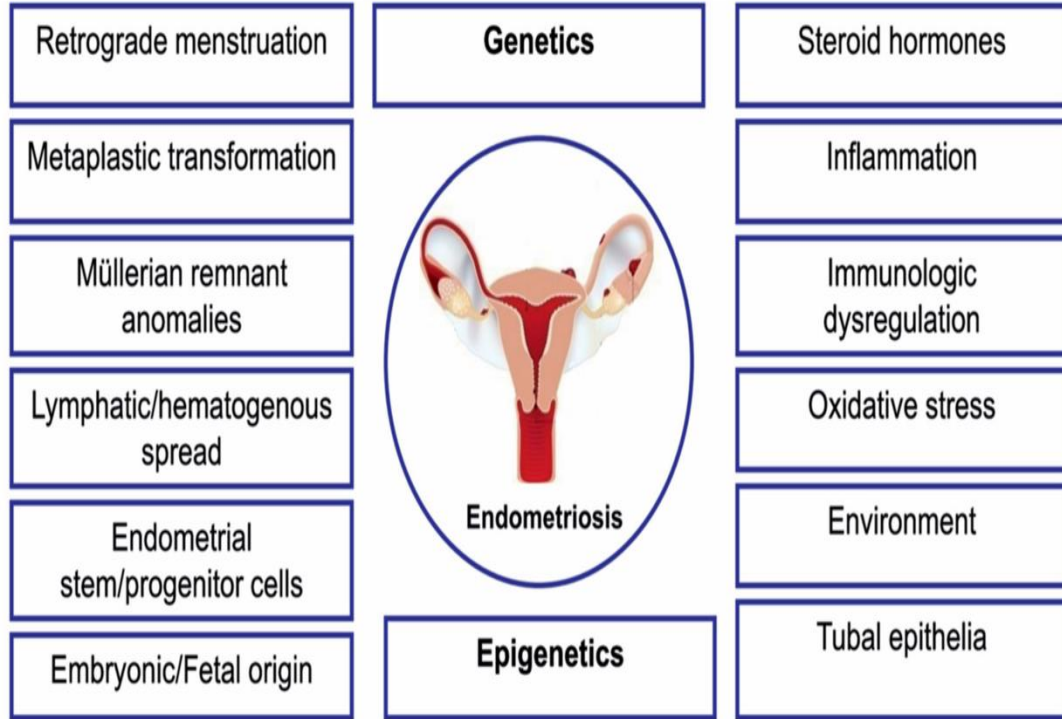 Retrograde menstruation
Metaplastic transformation
Müllerian remnant
anomalies
Lymphatic/hematogenous
spread
Endometrial
stem/progenitor cells
Embryonic/Fetal origin
Genetics
Endometriosis
Epigenetics
Steroid hormones
Inflammation
Immunologic
dysregulation
Oxidative stress
Environment
Tubal epithelia